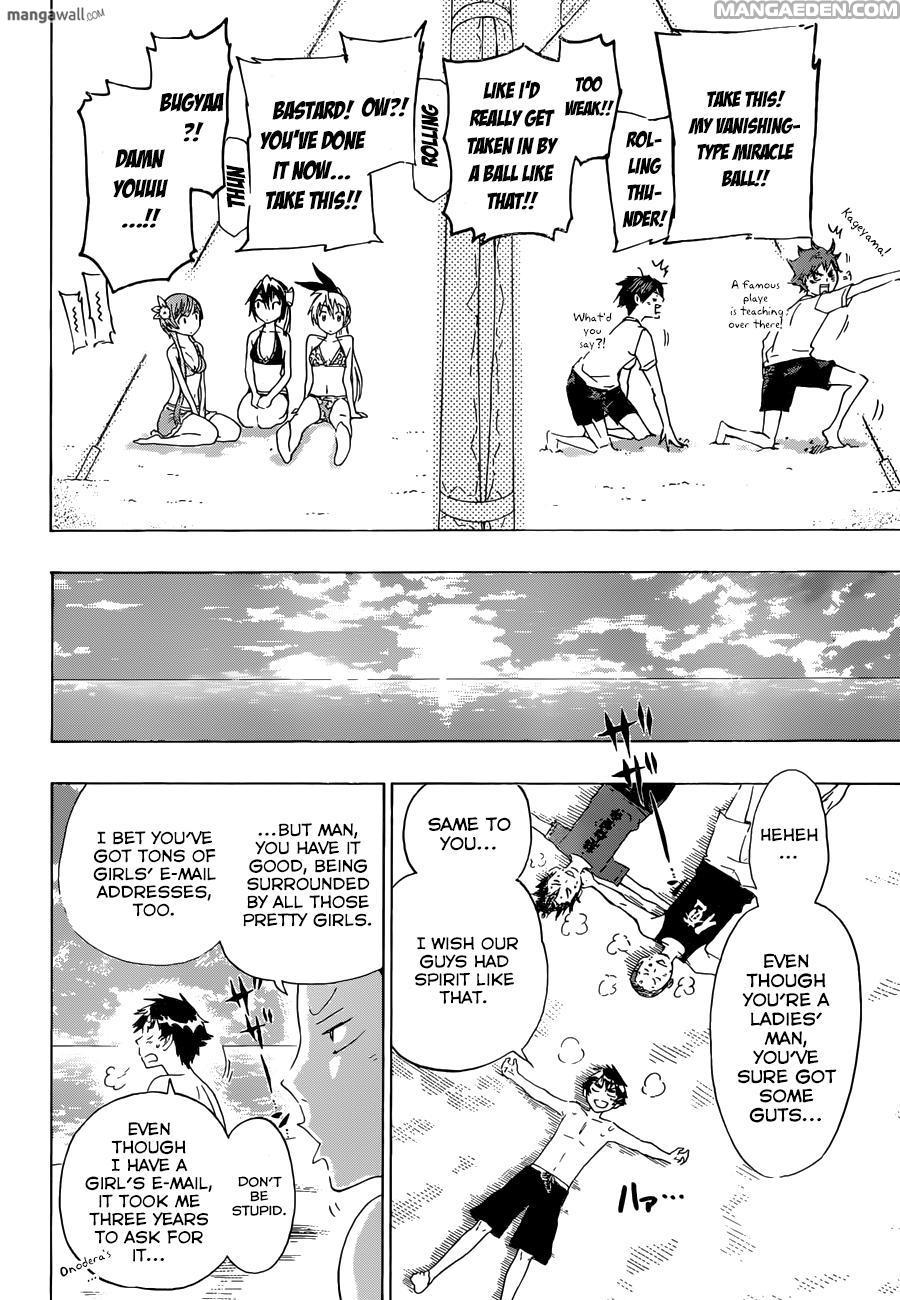 mangawall.com
MANGAEDEN.COM
TAKE THIS!
MY VANISHING-
TYPE MIRACLE
BALL!!
ROL-
LING
THU-
NDER!
TOO
WEAK!!
LIKE I'D
REALLY GET
TAKEN IN BY
A BALL LIKE
THAT!!
ROLLING
OW?!
BASTARD!
YOU'VE DONE
IT NOW...
TAKE THIS!!
THUN
BUGYAA
?!
DAMN
YOUUU
...!!
Kageyama!
A famous
playe
is teaching
over there!
What'd
you
say?!
HEHEH
...
EVEN
THOUGH
YOU'RE A
LADIES'
MAN,
YOU'VE
SURE GOT
SOME
GUTS...
SAME TO
YOU...
I WISH OUR
GUYS HAD
SPIRIT LIKE
THAT.
ハァ…
...BUT MAN,
YOU HAVE IT
GOOD, BEING
SURROUNDED
BY ALL THOSE
PRETTY GIRLS.
I BET YOU'VE
GOT TONS OF
GIRLS' E-MAIL
ADDRESSES,
TOO.
DON'T
BE
STUPID.
EVEN
THOUGH
I HAVE A
GIRL'S E-MAIL,
IT TOOK ME
THREE YEARS
TO ASK FOR
IT...
Onodera's
...